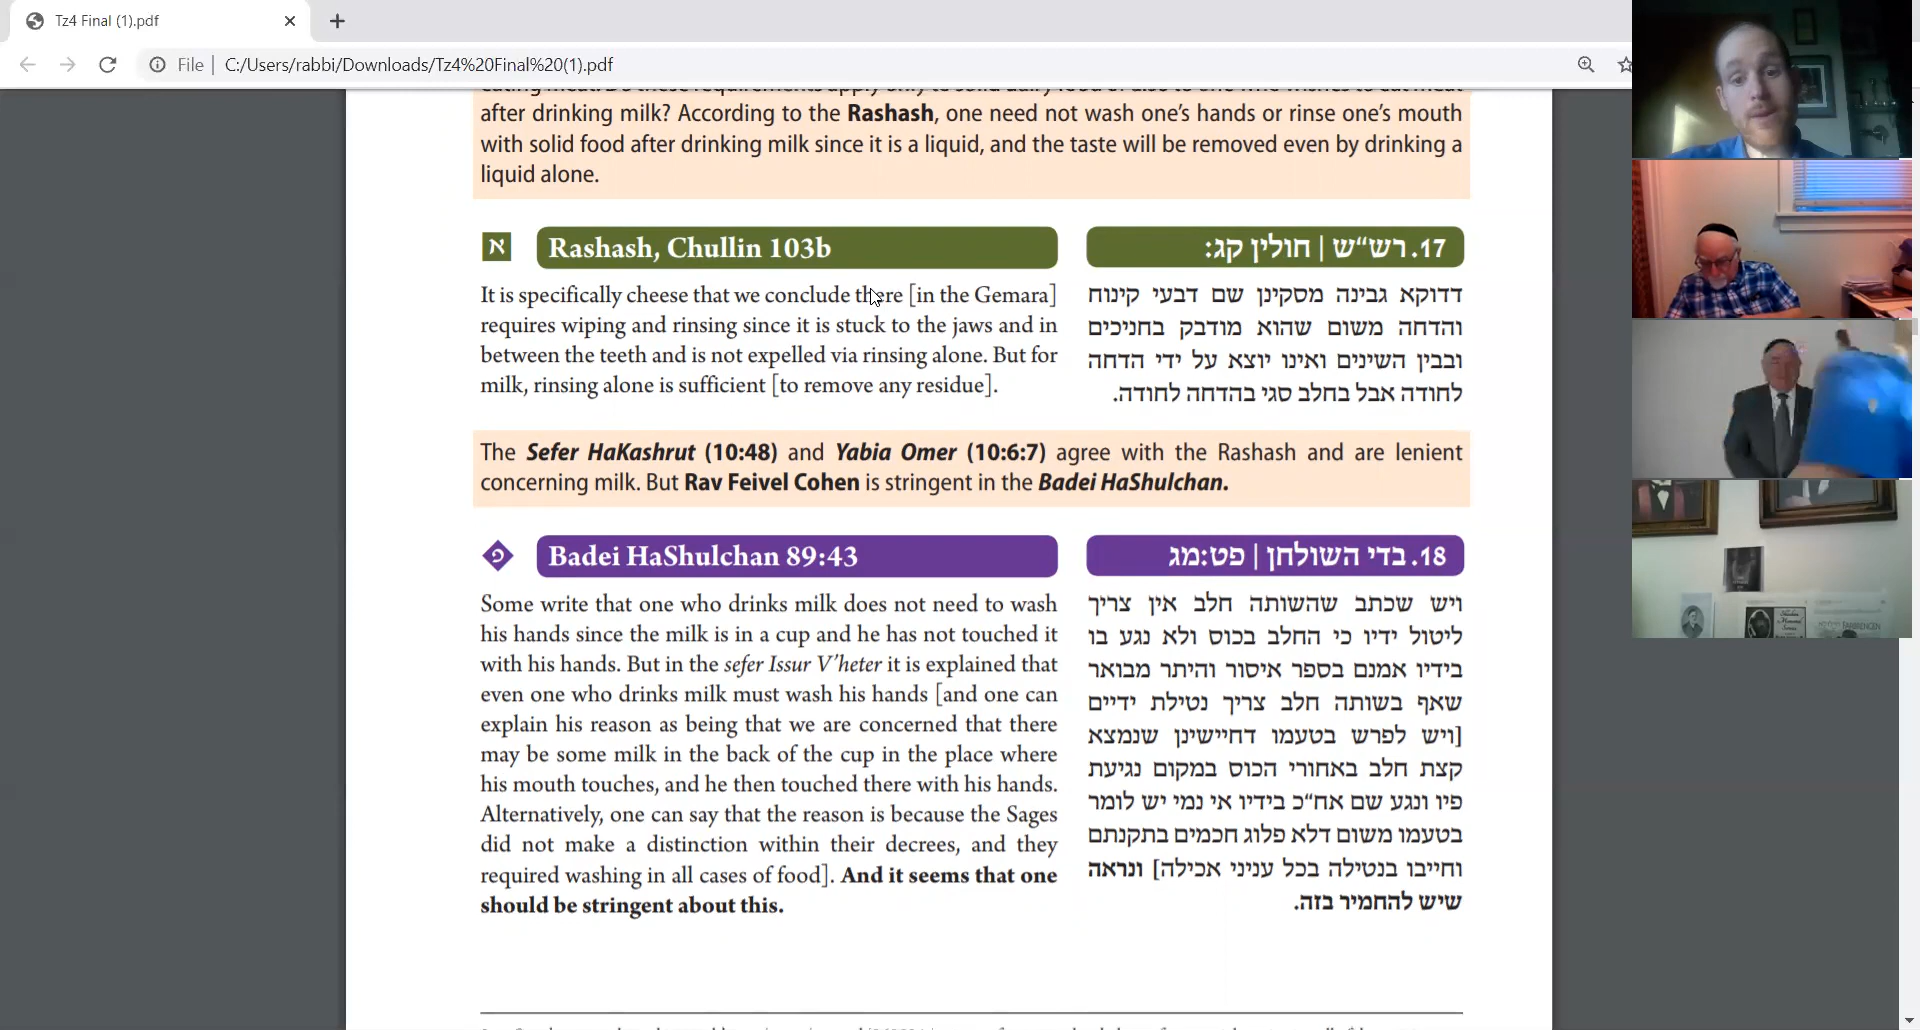 Tz4 Final (1).pdf
File | C:/Users/rabbi/Downloads/Tz4%20Final%20(1).pdf
after drinking milk? According to the Rashash, one need not wash one's hands or rinse one's mouth
with solid food after drinking milk since it is a liquid, and the taste will be removed even by drinking a
liquid alone.
א Rashash, Chullin 103b
It is specifically cheese that we conclude there [in the Gemara]
requires wiping and rinsing since it is stuck to the jaws and in
between the teeth and is not expelled via rinsing alone. But for
milk, rinsing alone is sufficient [to remove any residue].
17. רש"ש | חולין קג:
דדוקא גבינה מסקינן שם דבעי קינוח
והדחה משום שהוא מודבק בחניכים
ובבין השינים ואינו יוצא על ידי הדחה
לחודה אבל בחלב סגי בהדחה לחודה.
The Sefer HaKashrut (10:48) and Yabia Omer (10:6:7) agree with the Rashash and are lenient
concerning milk. But Rav Feivel Cohen is stringent in the Badei HaShulchan.
פ Badei HaShulchan 89:43
Some write that one who drinks milk does not need to wash
his hands since the milk is in a cup and he has not touched it
with his hands. But in the sefer Issur V'heter it is explained that
even one who drinks milk must wash his hands [and one can
explain his reason as being that we are concerned that there
may be some milk in the back of the cup in the place where
his mouth touches, and he then touched there with his hands.
Alternatively, one can say that the reason is because the Sages
did not make a distinction within their decrees, and they
required washing in all cases of food]. And it seems that one
should be stringent about this.
18. בדי השולחן | פט:מג
ויש שכתב שהשותה חלב אין צריך
ליטול ידיו כי החלב בכוס ולא נגע בו
בידיו אמנם בספר איסור והיתר מבואר
שאף בשותה חלב צריך נטילת ידיים
[ויש לפרש בטעמו דחיישינן שנמצא
קצת חלב באחורי הכוס במקום נגיעת
פיו ונגע שם אח"כ בידיו אי נמי יש לומר
בטעמו משום דלא פלוג חכמים בתקנתם
וחייבו בנטילה בכל עניני אכילה] ונראה
שיש להחמיר בזה.